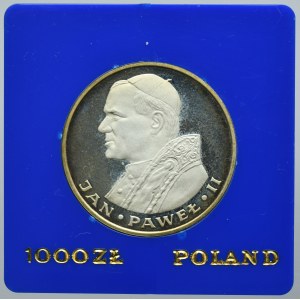 JAN · PAWEŁ · II
1000 ZŁ POLAND